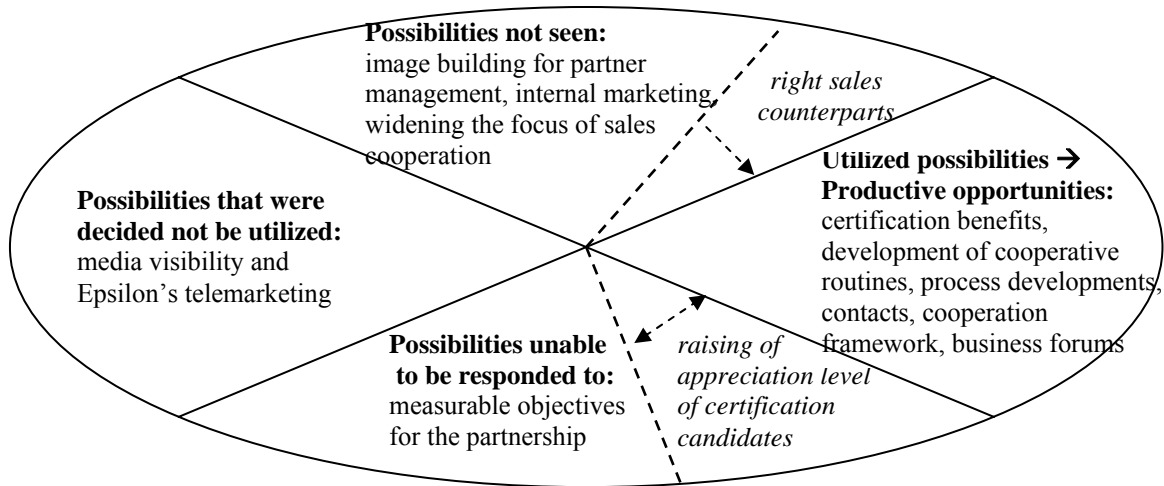 Possibilities not seen:
image building for partner
management, internal marketing,
widening the focus of sales
cooperation
right sales
counterparts
Utilized possibilities →
Productive opportunities:
certification benefits,
development of cooperative
routines, process developments,
contacts, cooperation
framework, business forums
Possibilities that were
decided not be utilized:
media visibility and
Epsilon's telemarketing
Possibilities unable
to be responded to:
measurable objectives
for the partnership
raising of
appreciation level
of certification
candidates